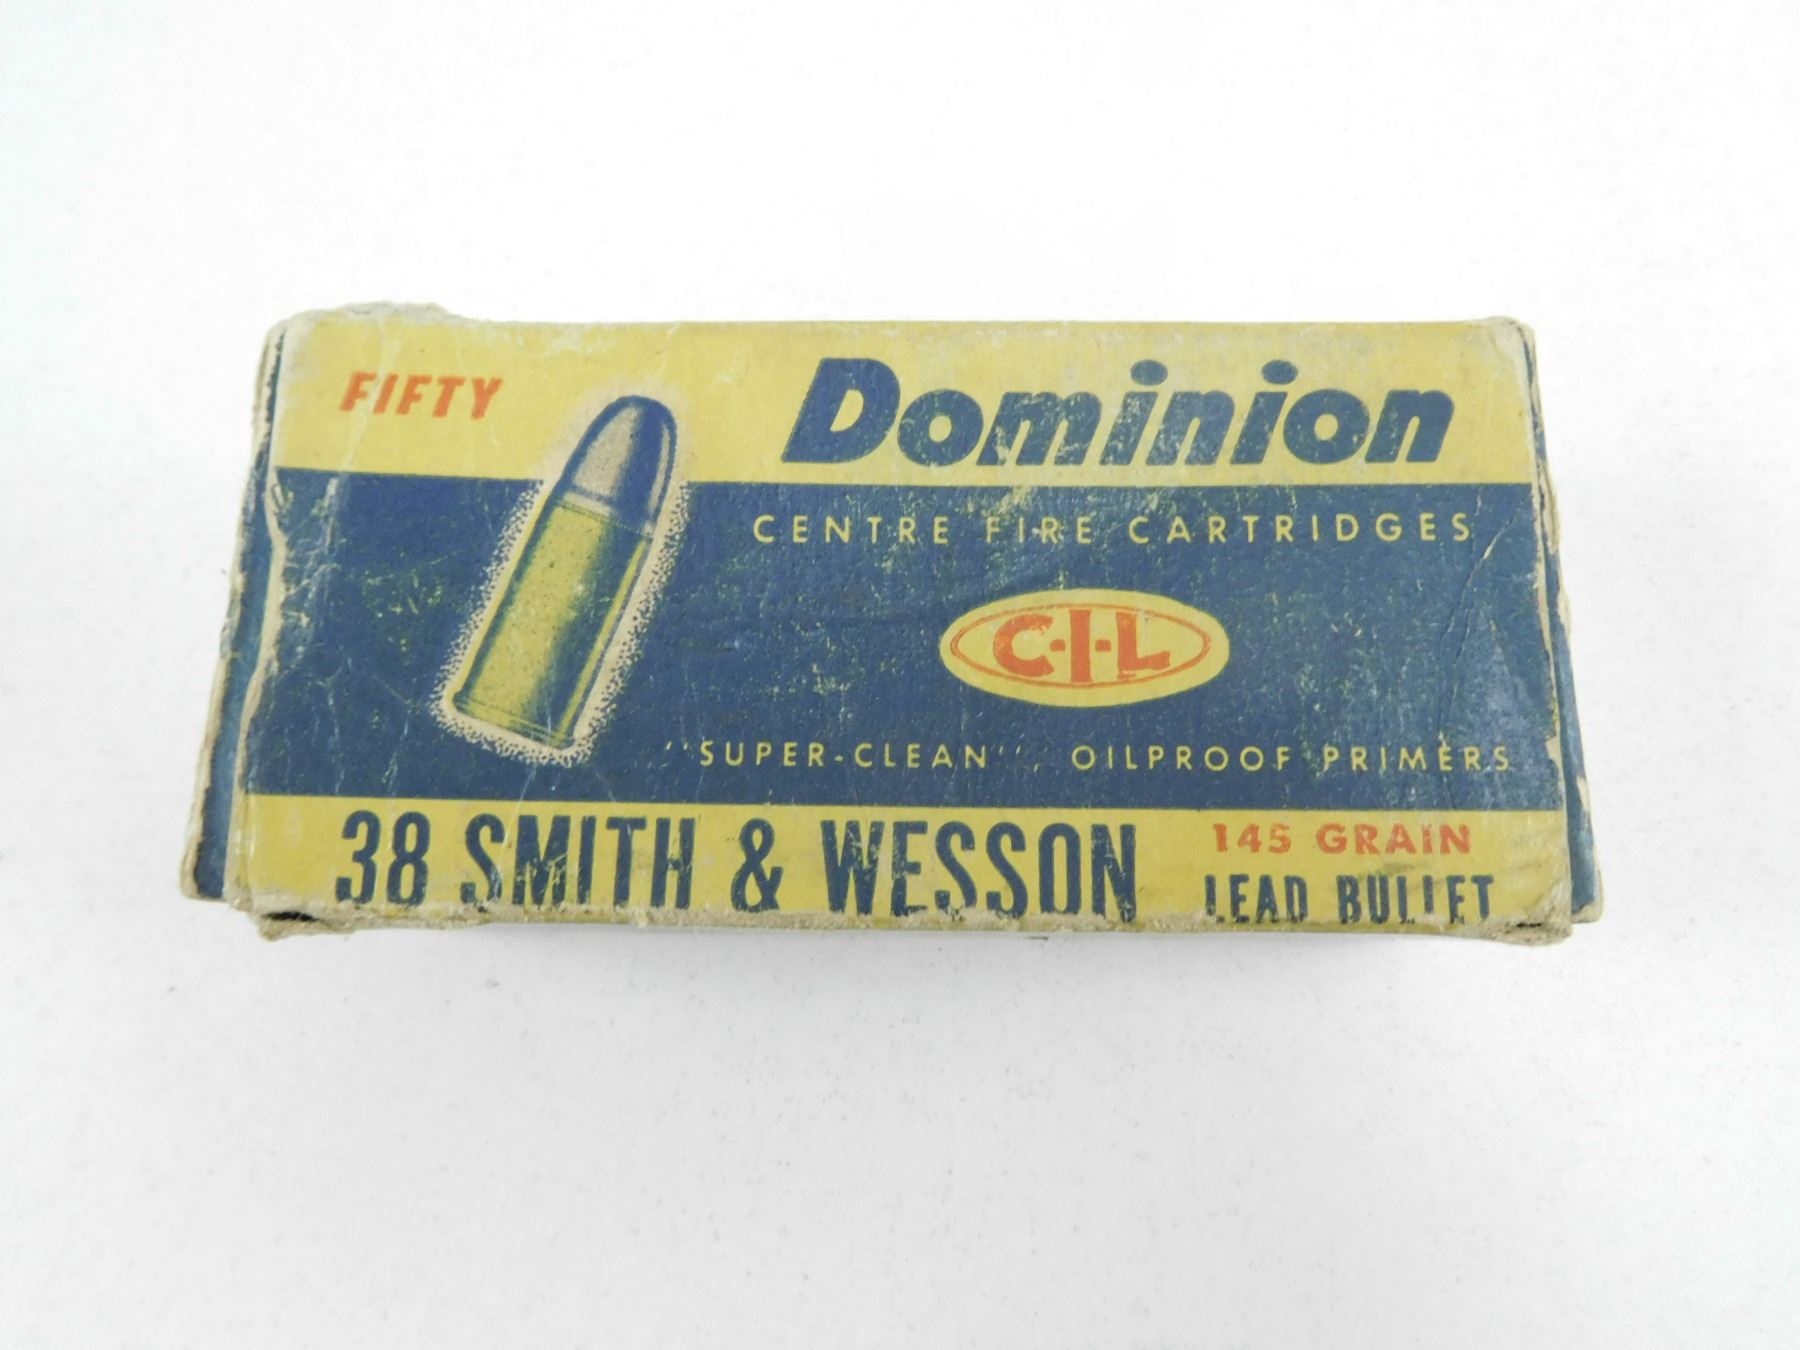 FIFTY
Dominion
CENTRE FIRE CARTRIDGES
C-I-L
"SUPER-CLEAN", OILPROOF PRIMERS
38 SMITH & WESSON
145 GRAIN
LEAD BULLET